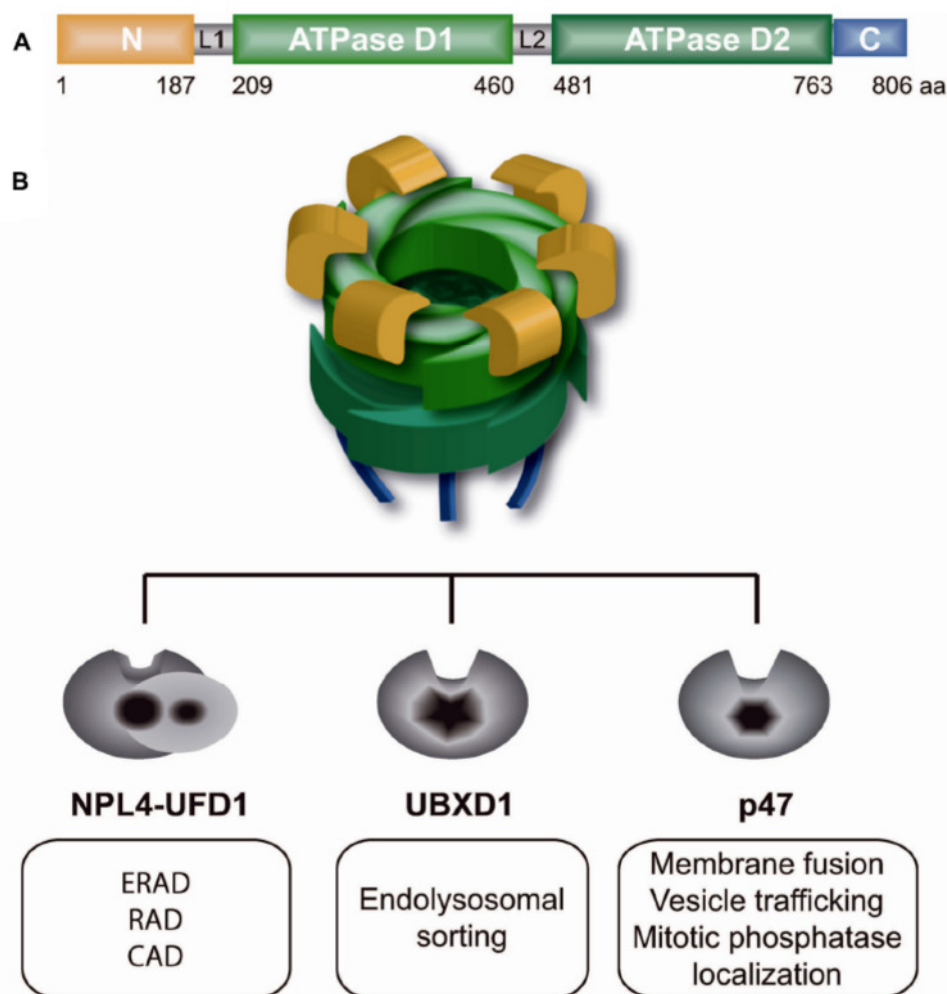 A
N L1 ATPase D1 L2 ATPase D2 C
1 187 209 460 481 763 806 aa
B
NPL4-UFD1 UBXD1 p47
ERAD
RAD
CAD
Endolysosomal
sorting
Membrane fusion
Vesicle trafficking
Mitotic phosphatase
localization